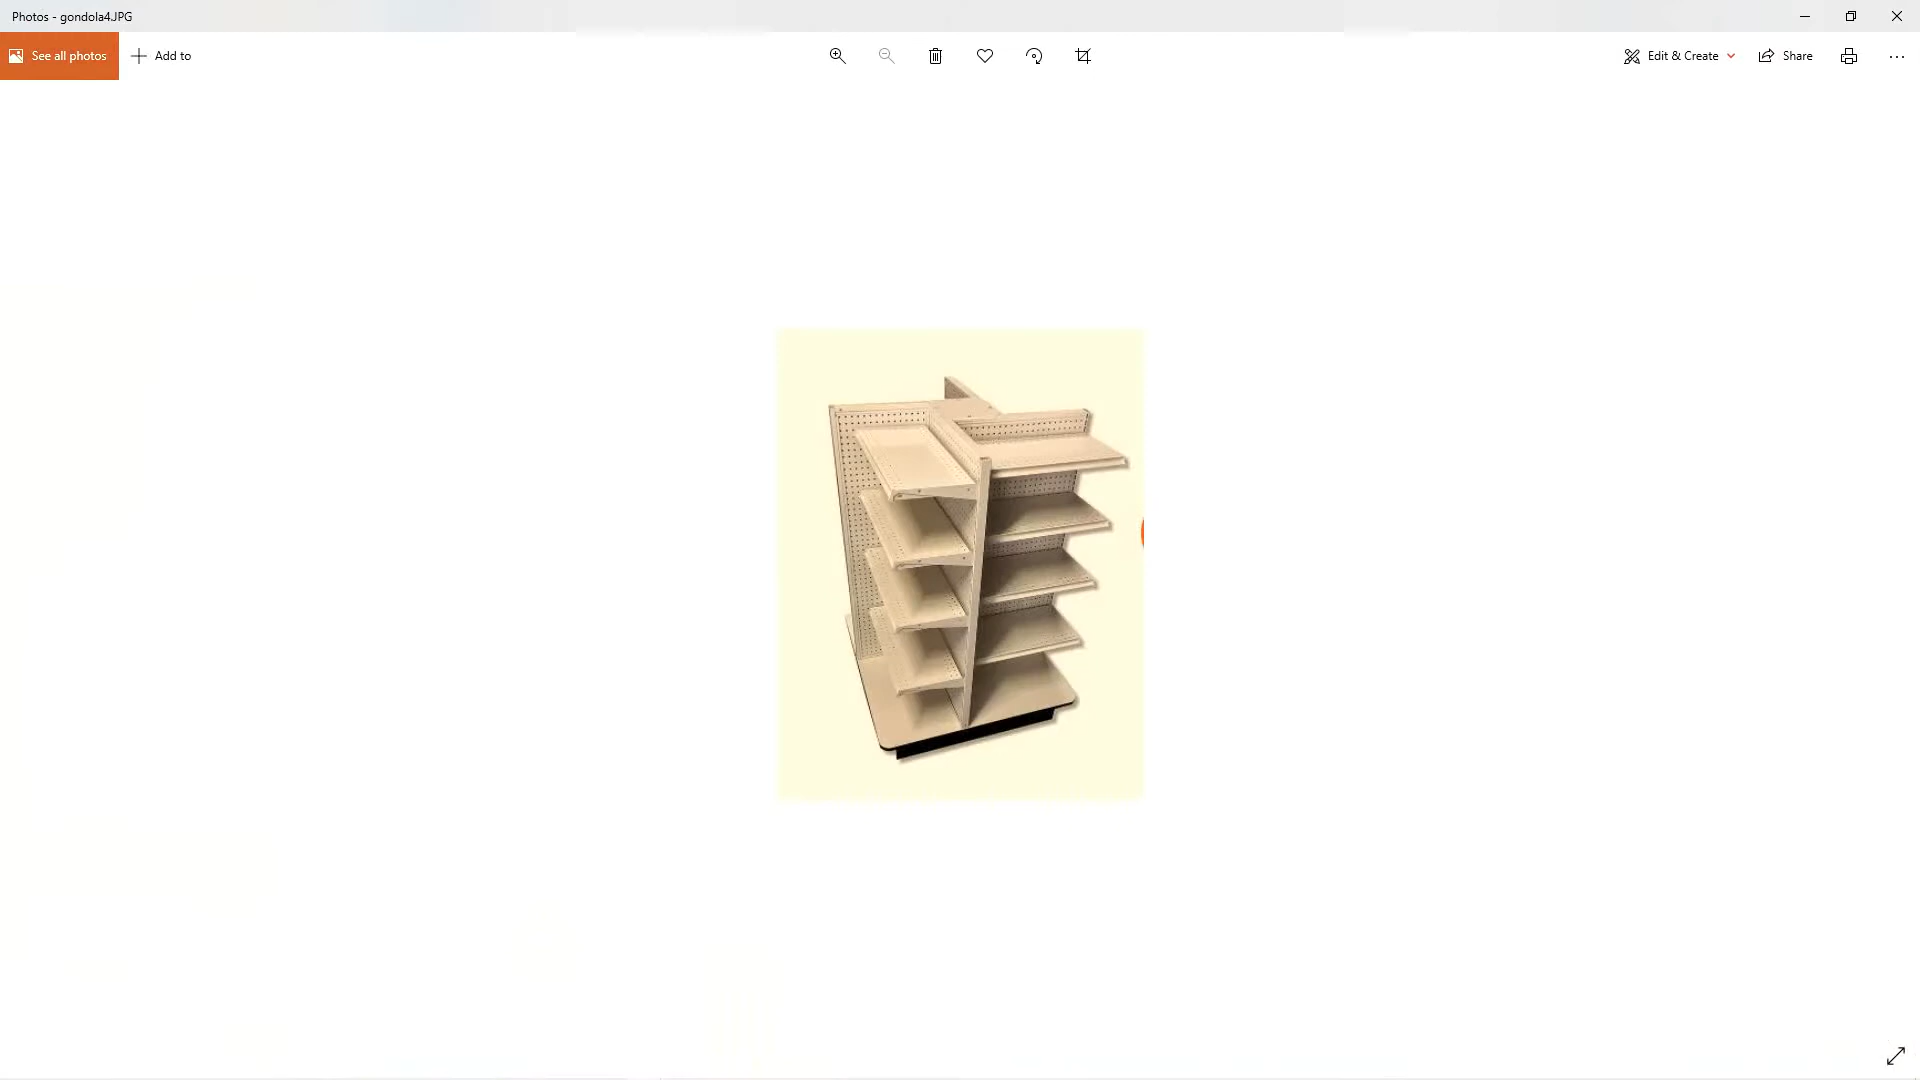 Photos - gondola4.JPG
See all photos
Add to
Edit & Create
Share